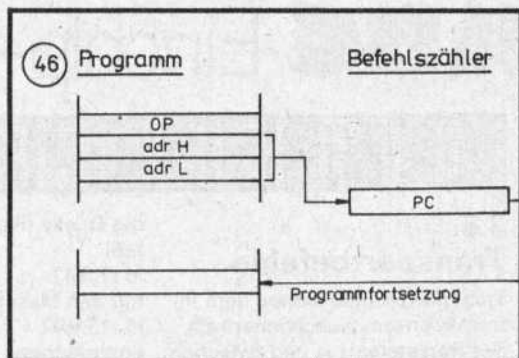 46 Programm Befehlszähler
OP
adr H
adr L
PC
Programmfortsetzung